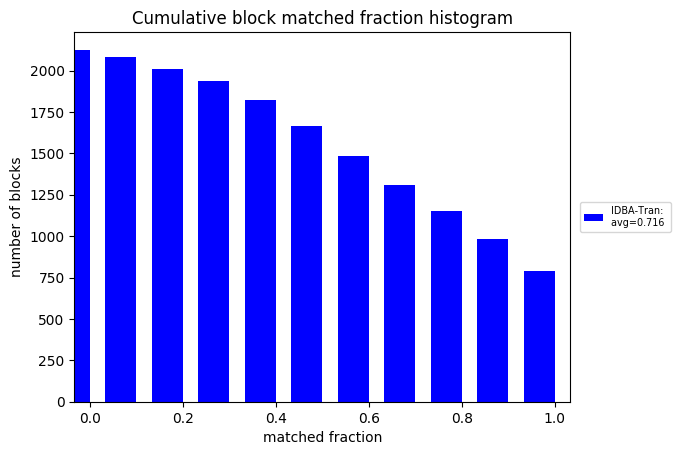 Cumulative block matched fraction histogram
number of blocks
2000
1750
1500
1250
1000
750
500
250
0
0.0 0.2 0.4 0.6 0.8 1.0
matched fraction
IDBA-Tran:
avg=0.716